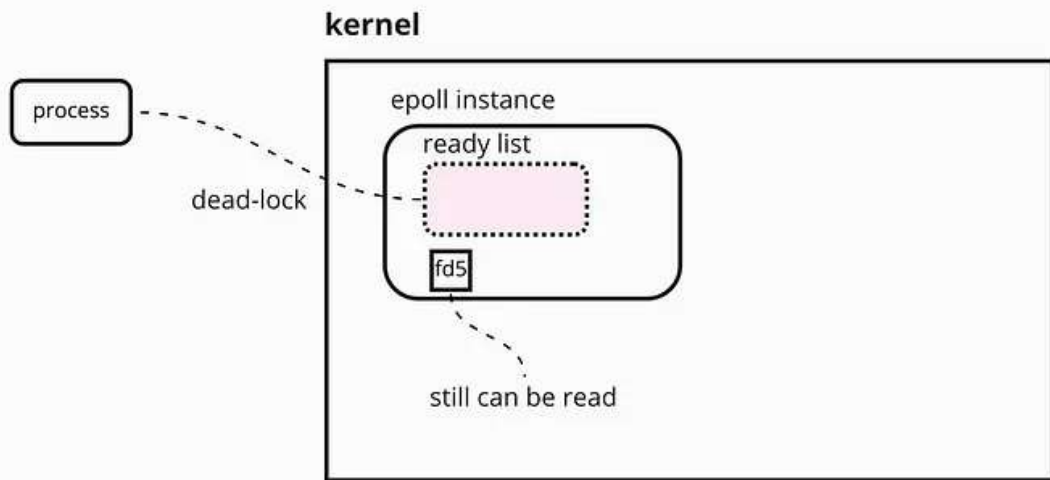 kernel
process
epoll instance
ready list
dead-lock
fd5
still can be read